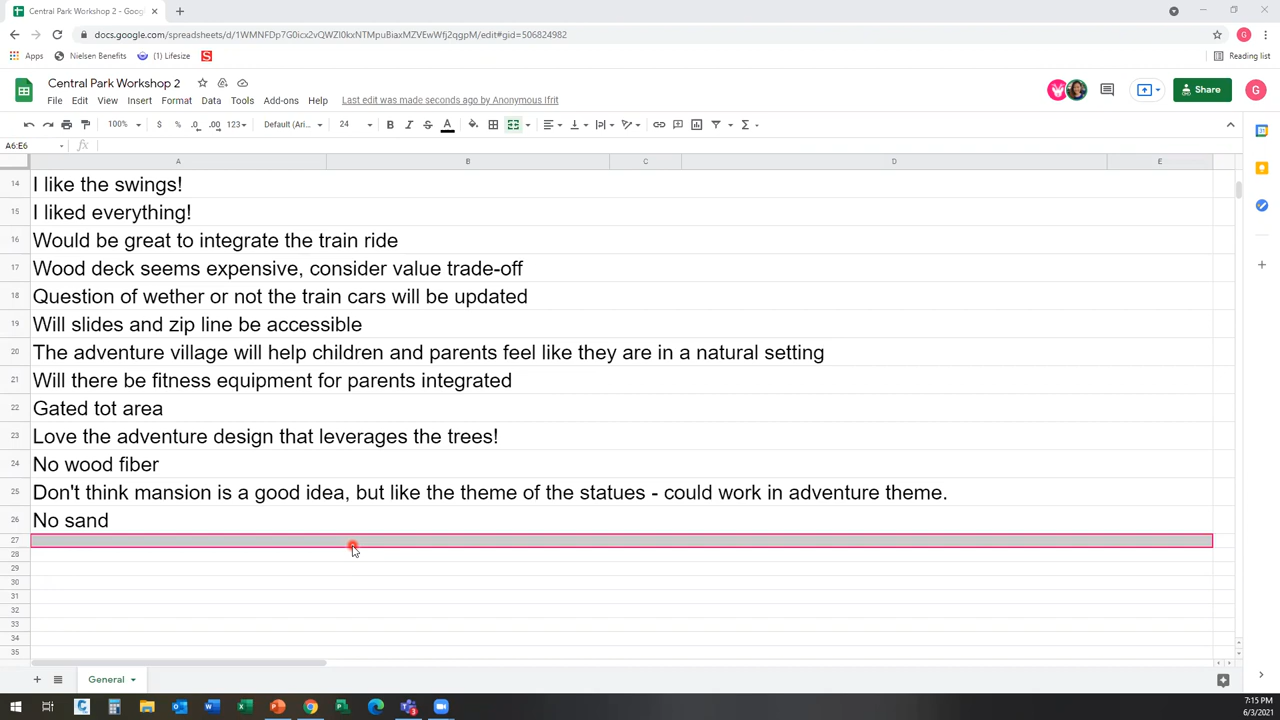 Central Park Workshop 2 - Googl
docs.google.com/spreadsheets/d/1WMNFDp7G0icx2vQWZI0kxNTMpuBiaxMZVEwWfj2qgpM/edit#gid=506824982
G
Apps
Nielsen Benefits
(1) Lifesize
S
Reading list
Central Park Workshop 2
File Edit View Insert Format Data Tools Add-ons Help Last edit was made seconds ago by Anonymous Ifrit
Share
G
100% $ % .0 .00 123 Default (Ari... 24 B I S A
A6:E6 fx
A B C D E
14 I like the swings!
15 I liked everything!
16 Would be great to integrate the train ride
17 Wood deck seems expensive, consider value trade-off
18 Question of wether or not the train cars will be updated
19 Will slides and zip line be accessible
20 The adventure village will help children and parents feel like they are in a natural setting
21 Will there be fitness equipment for parents integrated
22 Gated tot area
23 Love the adventure design that leverages the trees!
24 No wood fiber
25 Don't think mansion is a good idea, but like the theme of the statues - could work in adventure theme.
26 No sand
27
28
29
30
31
32
33
34
35
General
7:15 PM
6/3/2021